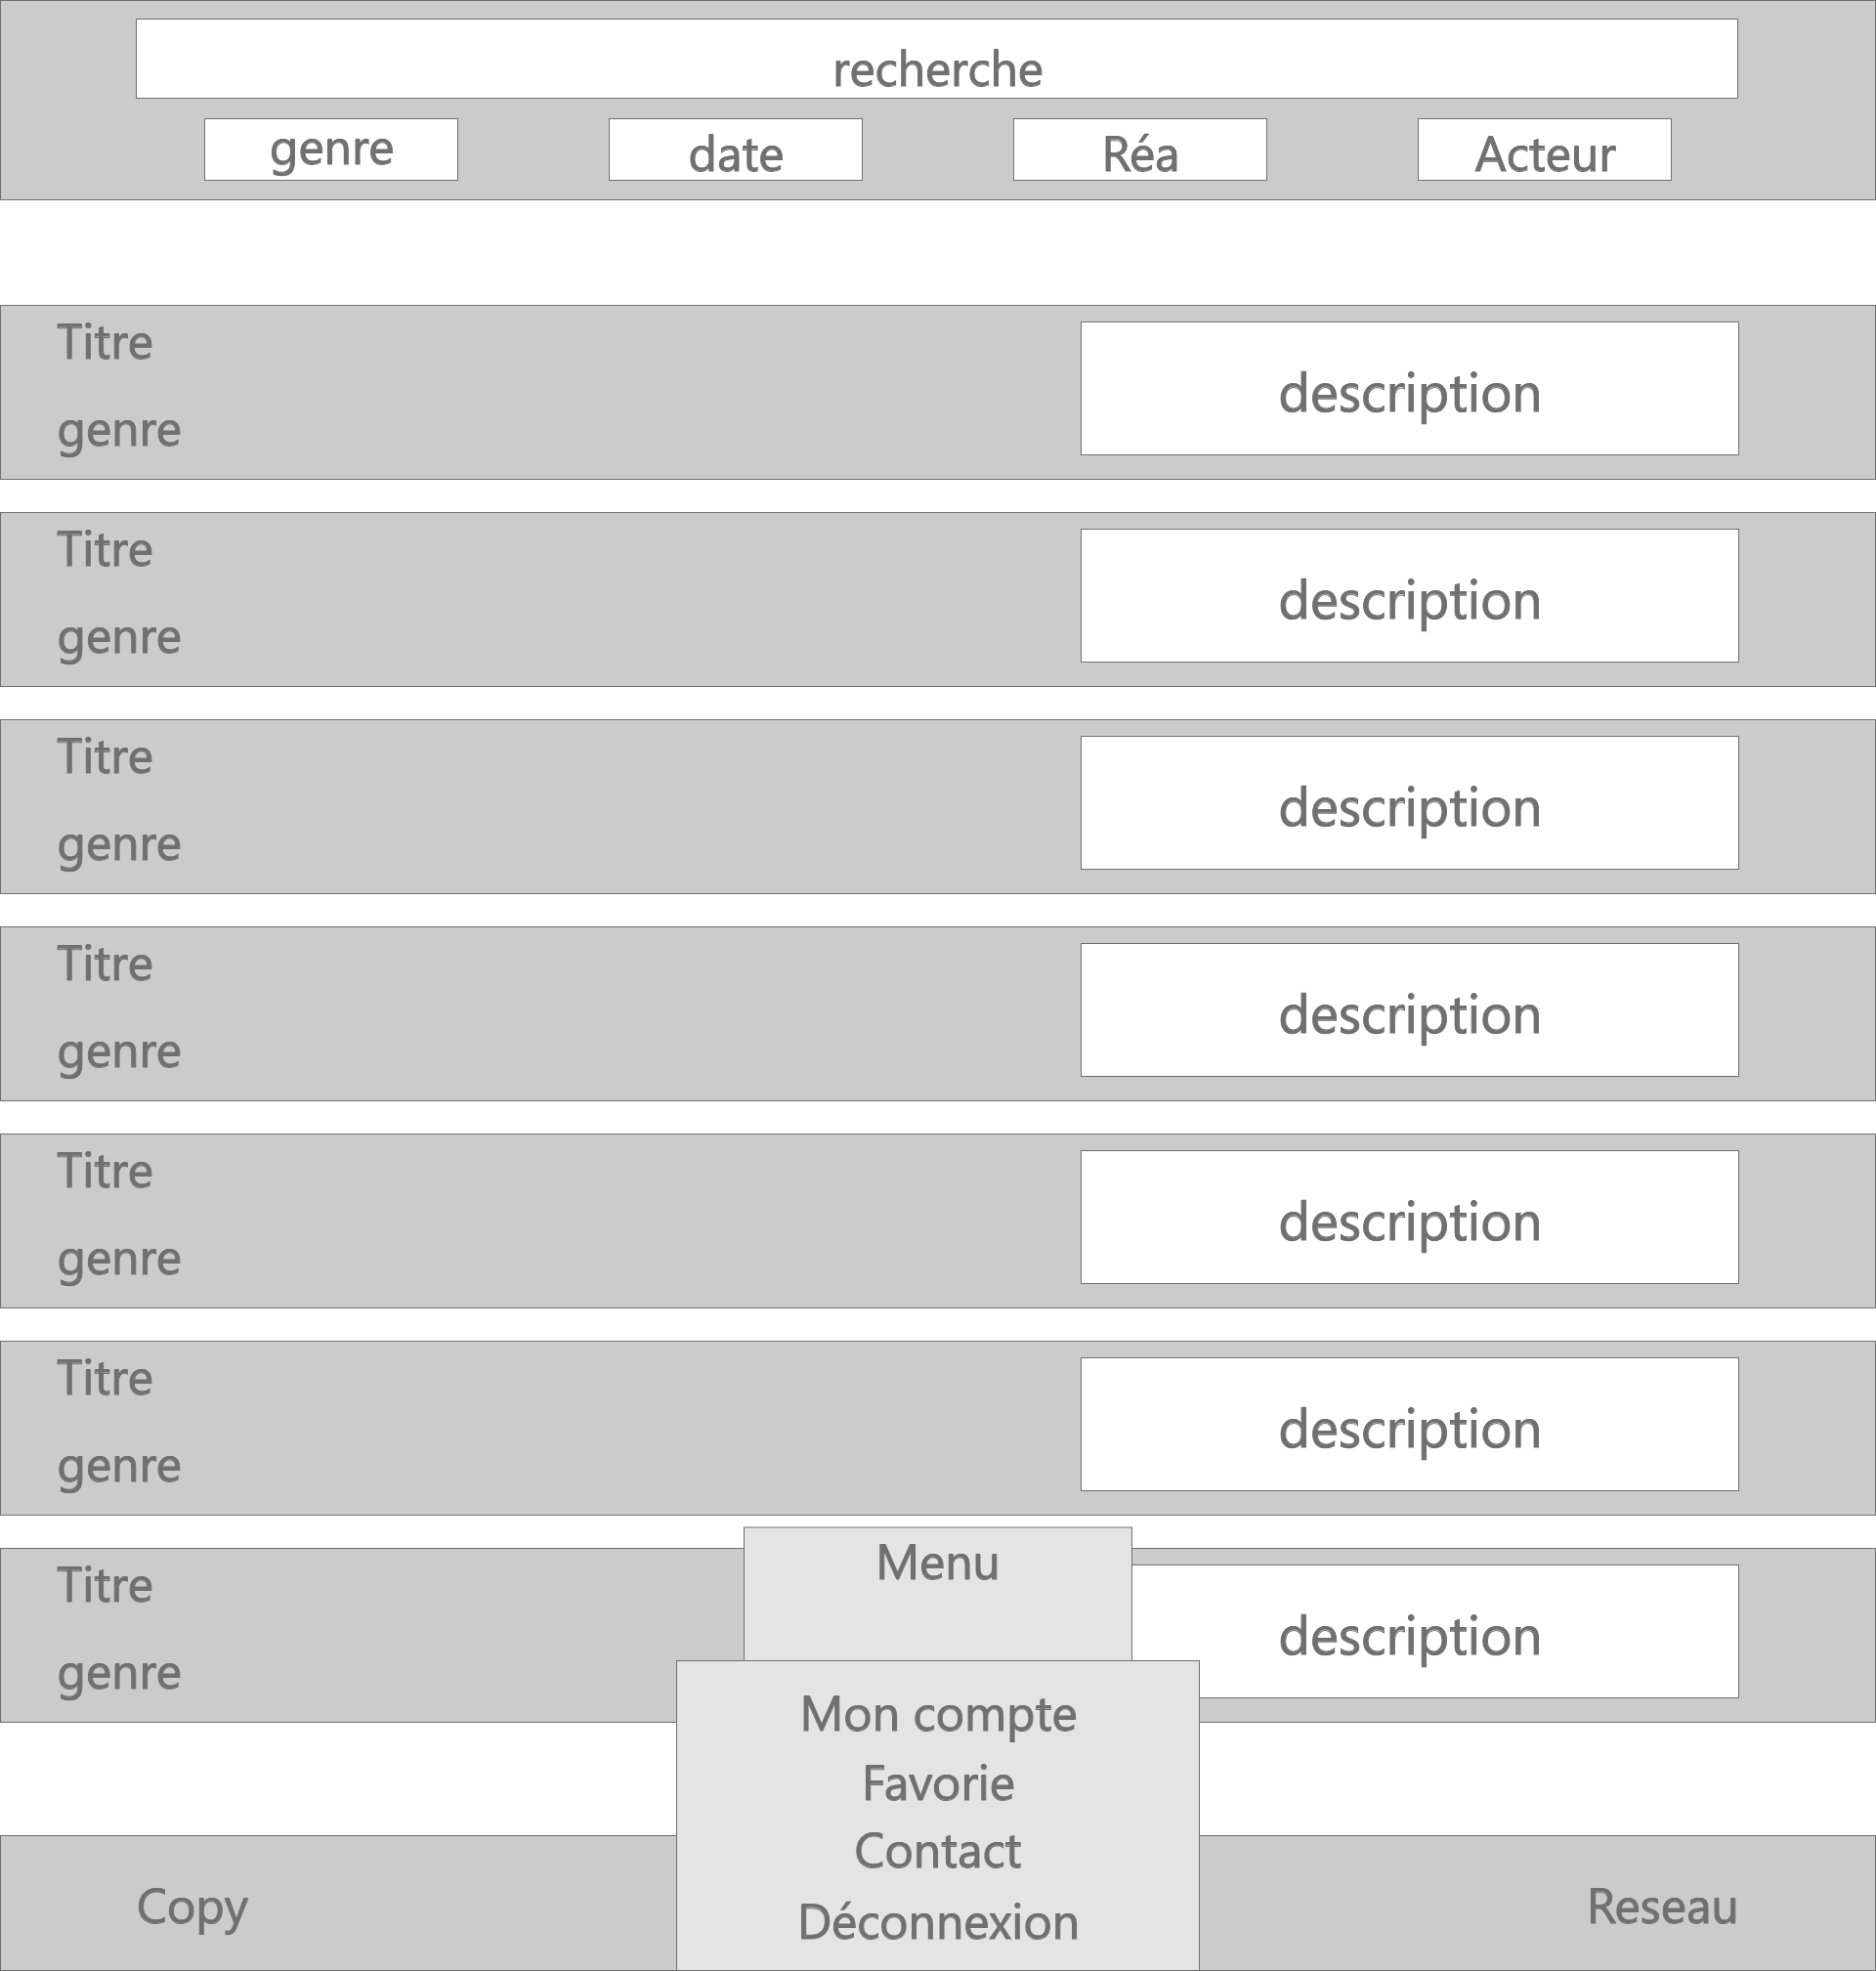 recherche
genre
date
Réa
Acteur
Titre
description
genre
Titre
description
genre
Titre
description
genre
Titre
description
genre
Titre
description
genre
Titre
description
genre
Menu
Titre
description
genre
Mon compte
Favorie
Contact
Copy
Reseau
Déconnexion